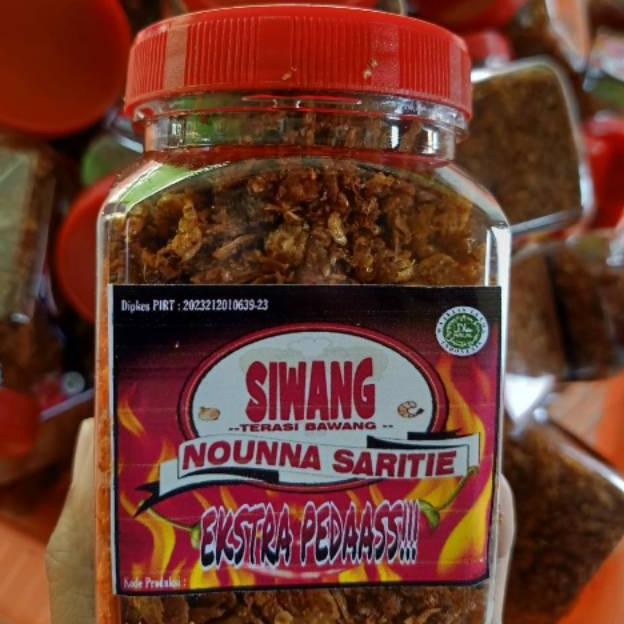 Dipkes PIRT : 2023212010639-23
SIWANG
--TERASI BAWANG --
NOUNNA SARITIE
EKSTRA PEDAASS!!!
Kode Produksi :